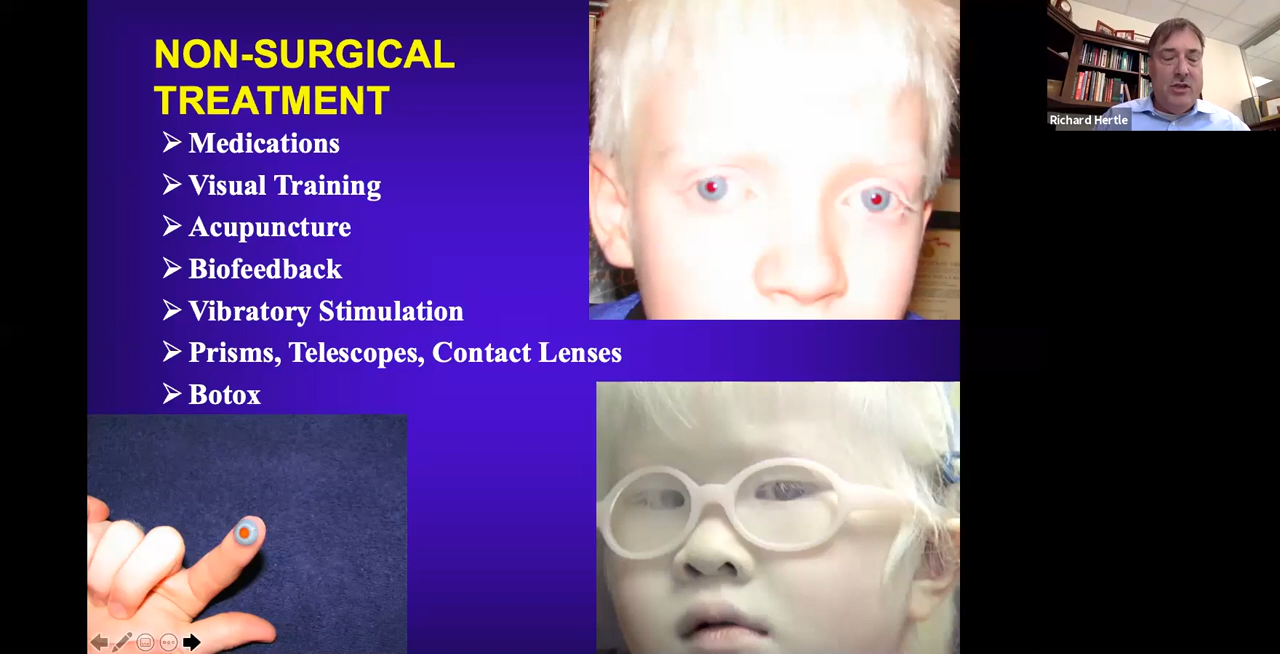 NON-SURGICAL
TREATMENT
➢ Medications
➢ Visual Training
➢ Acupuncture
➢ Biofeedback
➢ Vibratory Stimulation
➢ Prisms, Telescopes, Contact Lenses
➢ Botox
Richard Hertle